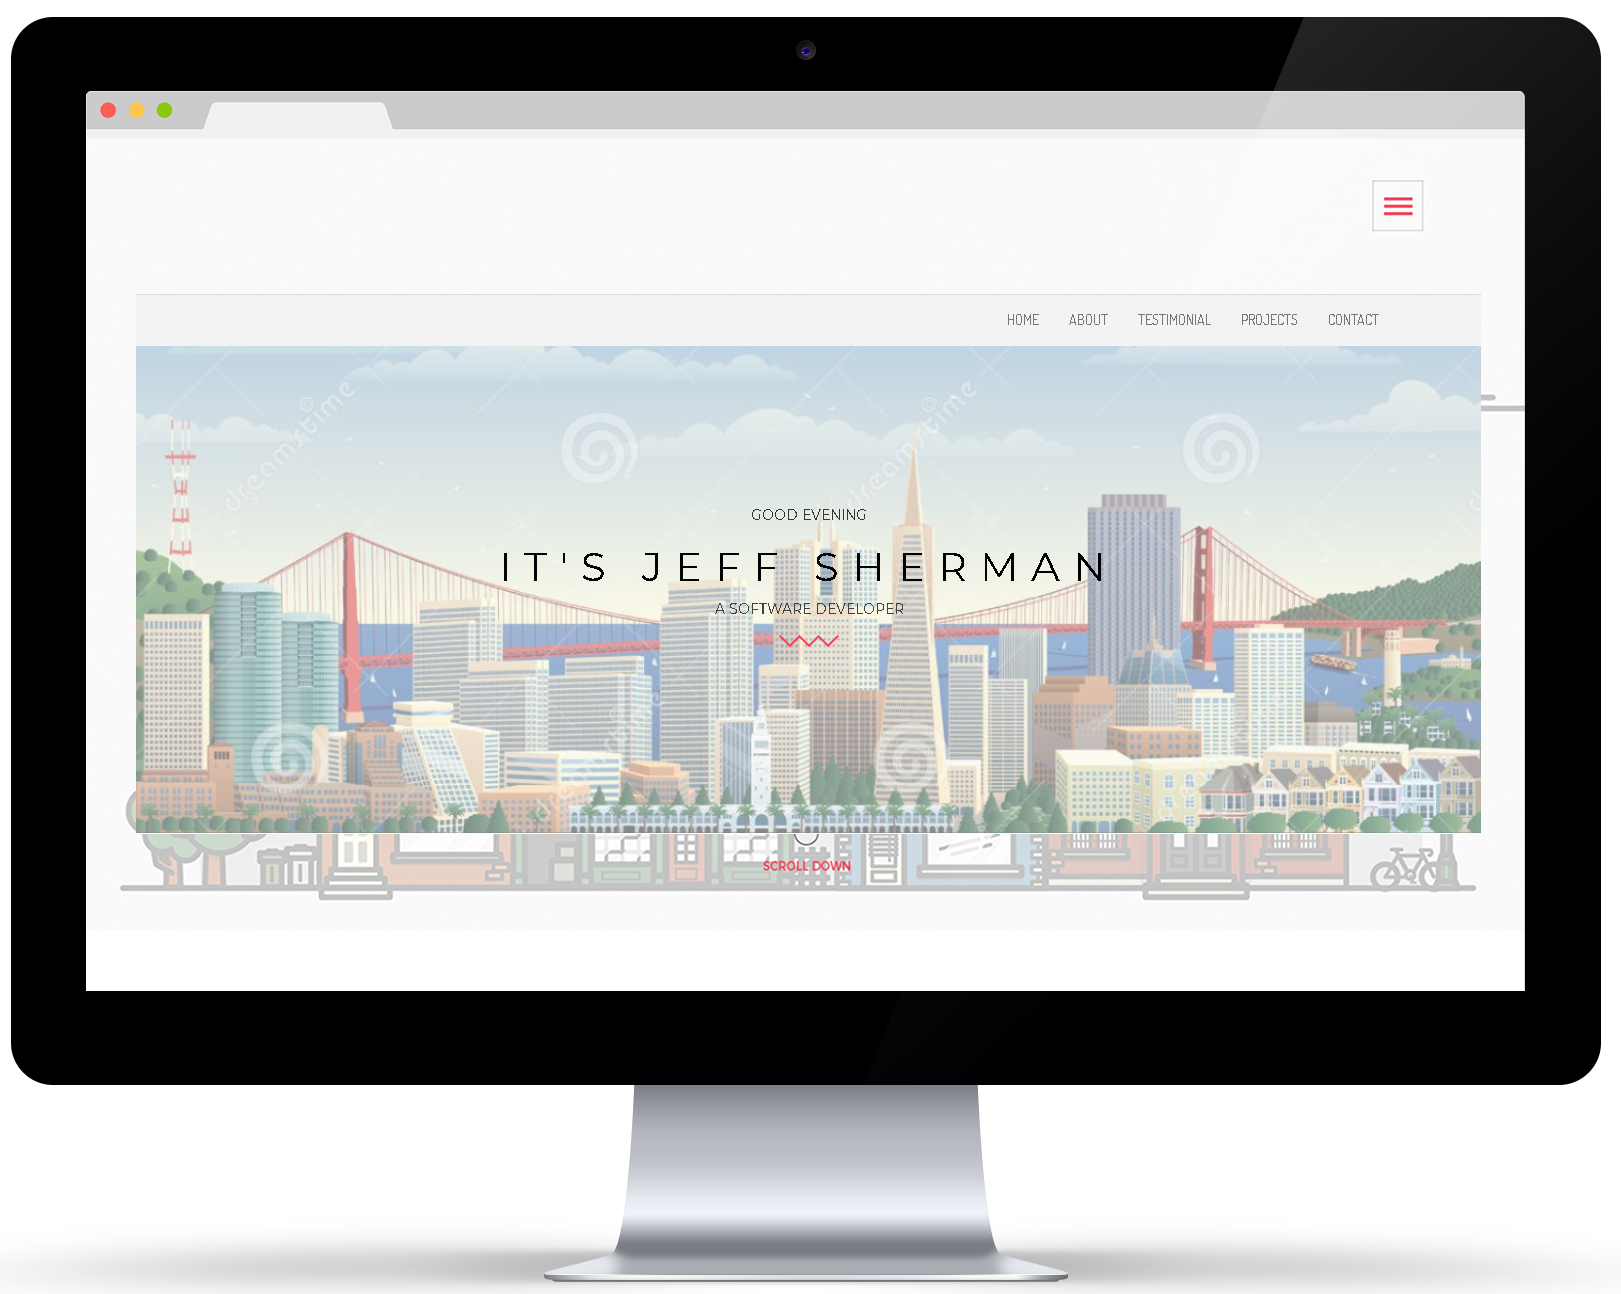 HOME ABOUT TESTIMONIAL PROJECTS CONTACT
dreamstime
dreamstime
GOOD EVENING
IT'S JEFF SHERMAN
A SOFTWARE DEVELOPER
SCROLL DOWN